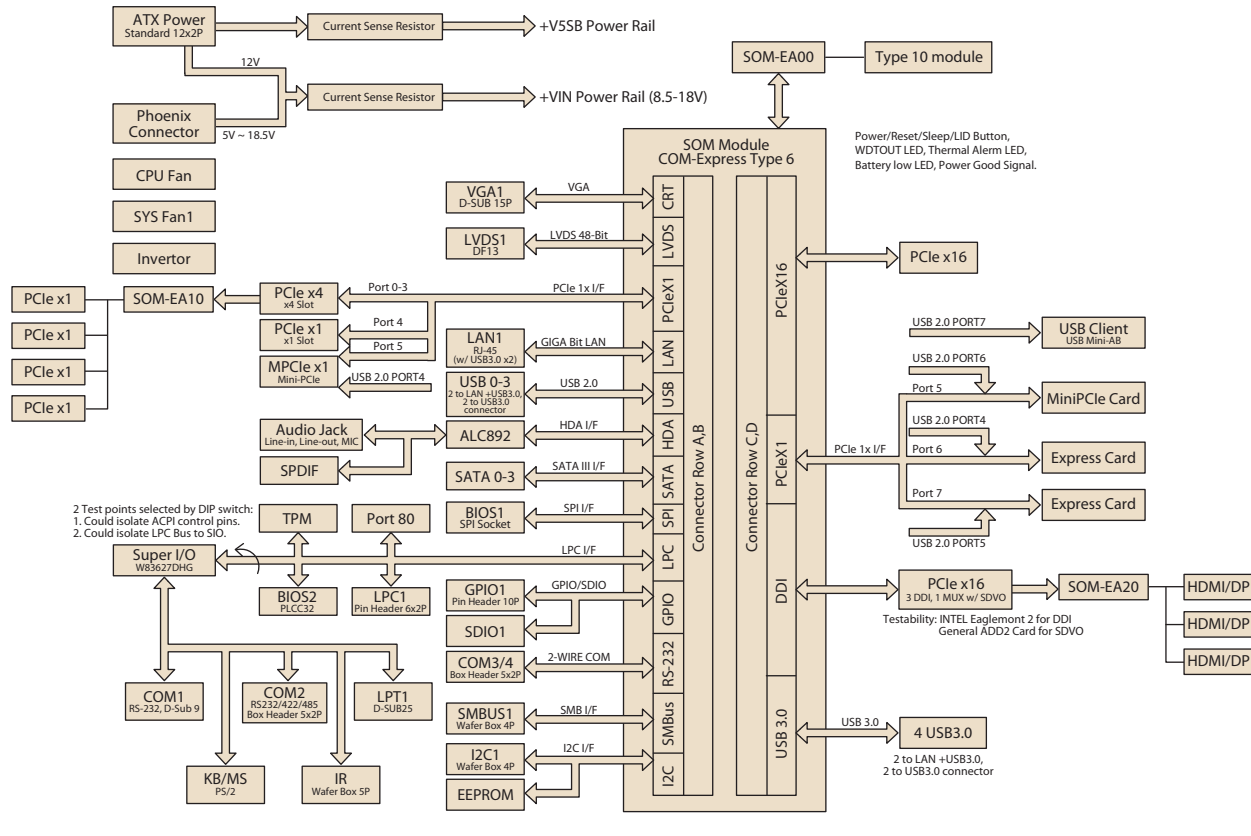 ATX Power
Standard 12x2P
Current Sense Resistor
+V5SB Power Rail
12V
Current Sense Resistor
+VIN Power Rail (8.5-18V)
Phoenix
Connector
5V ~ 18.5V
CPU Fan
SYS Fan1
Invertor
SOM-EA00
Type 10 module
Power/Reset/Sleep/LID Button,
WDTOUT LED, Thermal Alerm LED,
Battery low LED, Power Good Signal.
SOM Module
COM-Express Type 6
Connector Row A,B
Connector Row C,D
CRT
LVDS
PCIeX1
LAN
USB
HDA
SATA
SPI
LPC
GPIO
RS-232
SMBus
I2C
PCIeX16
PCIeX1
DDI
USB 3.0
VGA1
D-SUB 15P
VGA
LVDS1
DF13
LVDS 48-Bit
PCIe x1
PCIe x1
PCIe x1
PCIe x1
SOM-EA10
PCIe x4
x4 Slot
Port 0-3
PCIe 1x I/F
PCIe x1
x1 Slot
Port 4
MPCIe x1
Mini-PCIe
Port 5
USB 2.0 PORT4
LAN1
RJ-45
(w/ USB3.0 x2)
GIGA Bit LAN
USB 0-3
2 to LAN +USB3.0,
2 to USB3.0
connector
USB 2.0
Audio Jack
Line-in, Line-out, MIC
SPDIF
ALC892
HDA I/F
SATA 0-3
SATA III I/F
BIOS1
SPI Socket
SPI I/F
2 Test points selected by DIP switch:
1. Could isolate ACPI control pins.
2. Could isolate LPC Bus to SIO.
TPM
Port 80
Super I/O
W83627DHG
LPC I/F
BIOS2
PLCC32
LPC1
Pin Header 6x2P
GPIO1
Pin Header 10P
GPIO/SDIO
SDIO1
COM3/4
Box Header 5x2P
2-WIRE COM
SMBUS1
Wafer Box 4P
SMB I/F
I2C1
Wafer Box 4P
I2C I/F
EEPROM
COM1
RS-232, D-Sub 9
COM2
RS232/422/485
Box Header 5x2P
LPT1
D-SUB25
KB/MS
PS/2
IR
Wafer Box 5P
PCIe x16
USB 2.0 PORT7
USB Client
USB Mini-AB
USB 2.0 PORT6
Port 5
MiniPCIe Card
USB 2.0 PORT4
PCIe 1x I/F
Port 6
Express Card
Port 7
Express Card
USB 2.0 PORT5
PCIe x16
3 DDI, 1 MUX w/ SDVO
SOM-EA20
HDMI/DP
HDMI/DP
HDMI/DP
Testability: INTEL Eaglemont 2 for DDI
General ADD2 Card for SDVO
USB 3.0
4 USB3.0
2 to LAN +USB3.0,
2 to USB3.0 connector